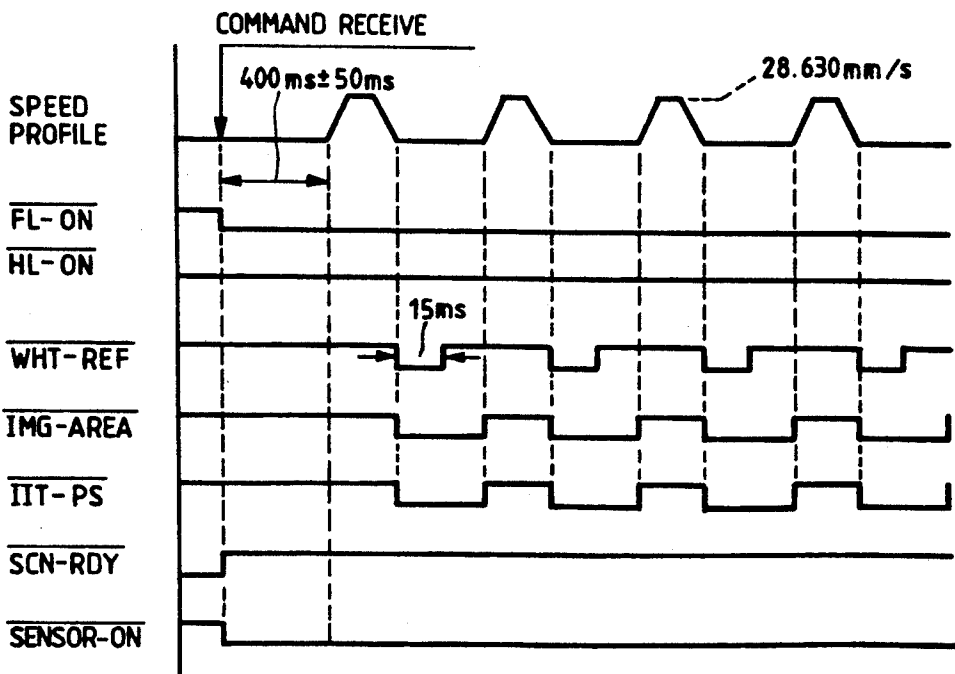 COMMAND RECEIVE
400ms±50ms
28.630mm/s
SPEED
PROFILE
FL-ON
HL-ON
15ms
WHT-REF
IMG-AREA
IIT-PS
SCN-RDY
SENSOR-ON